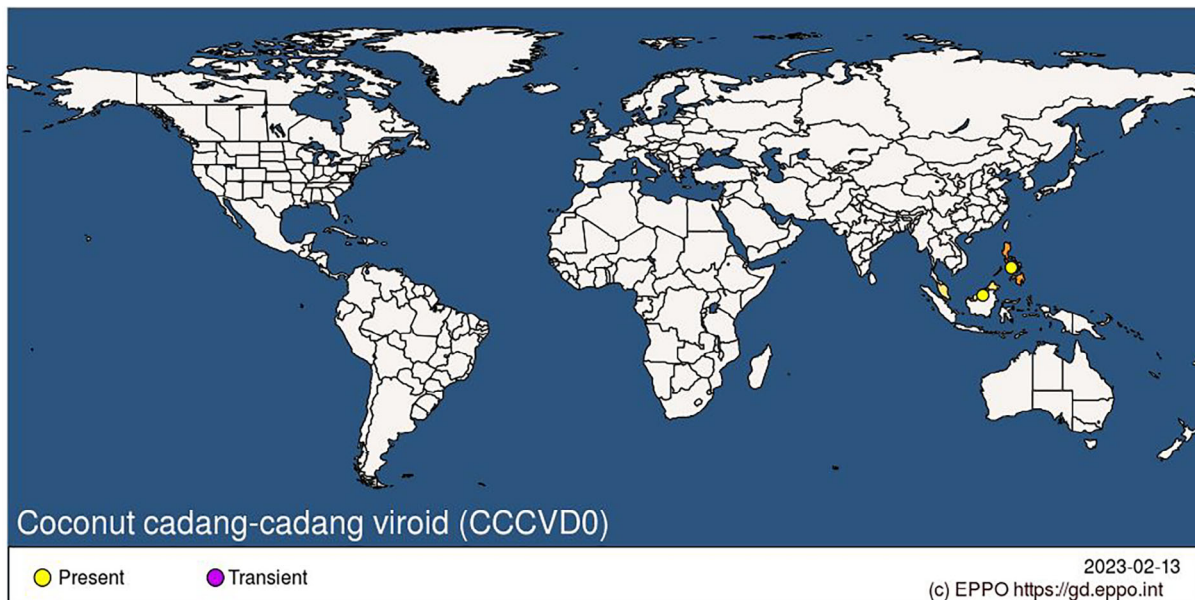 Coconut cadang-cadang viroid (CCCVD0)
Present
Transient
2023-02-13
(c) EPPO https://gd.eppo.int